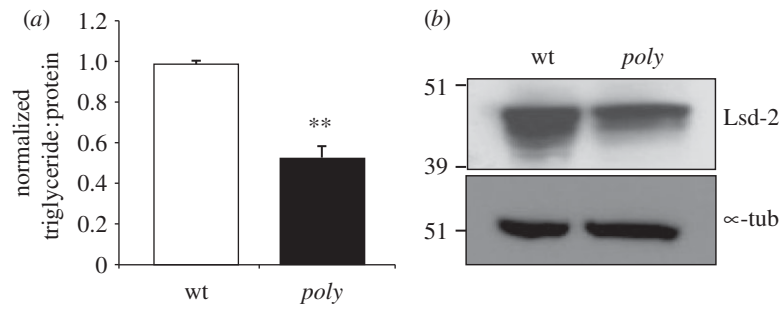 (a)
normalized
triglyceride:protein
1.2
1.0
0.8
0.6
0.4
0.2
0
**
wt
poly
(b)
wt
poly
51
39
Lsd-2
51
∝-tub